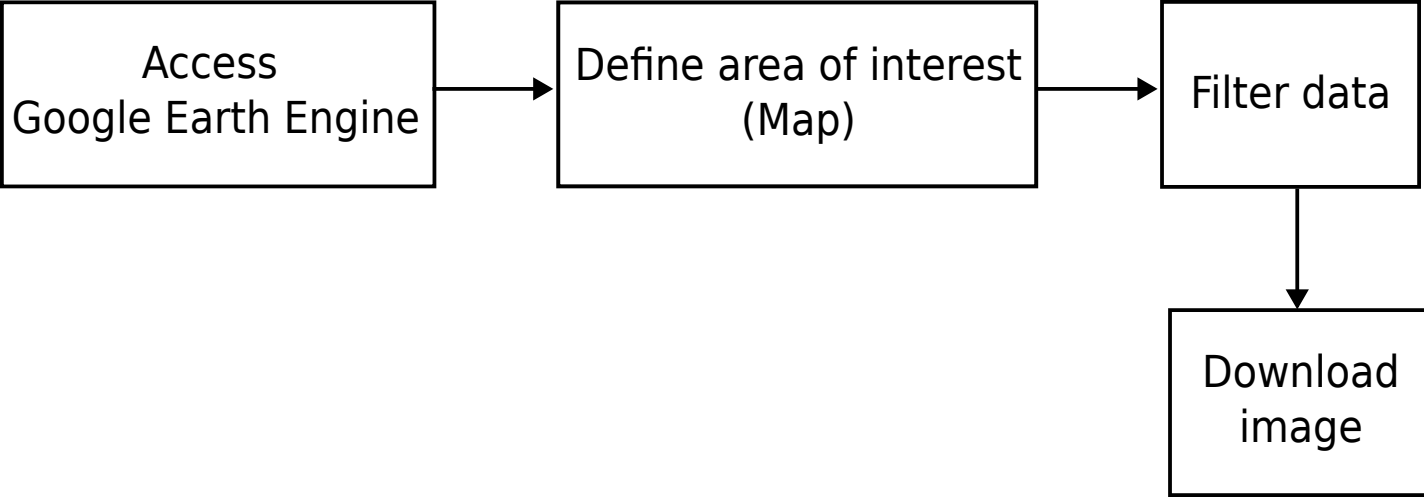 Access
Google Earth Engine
Define area of interest
(Map)
Filter data
Download
image